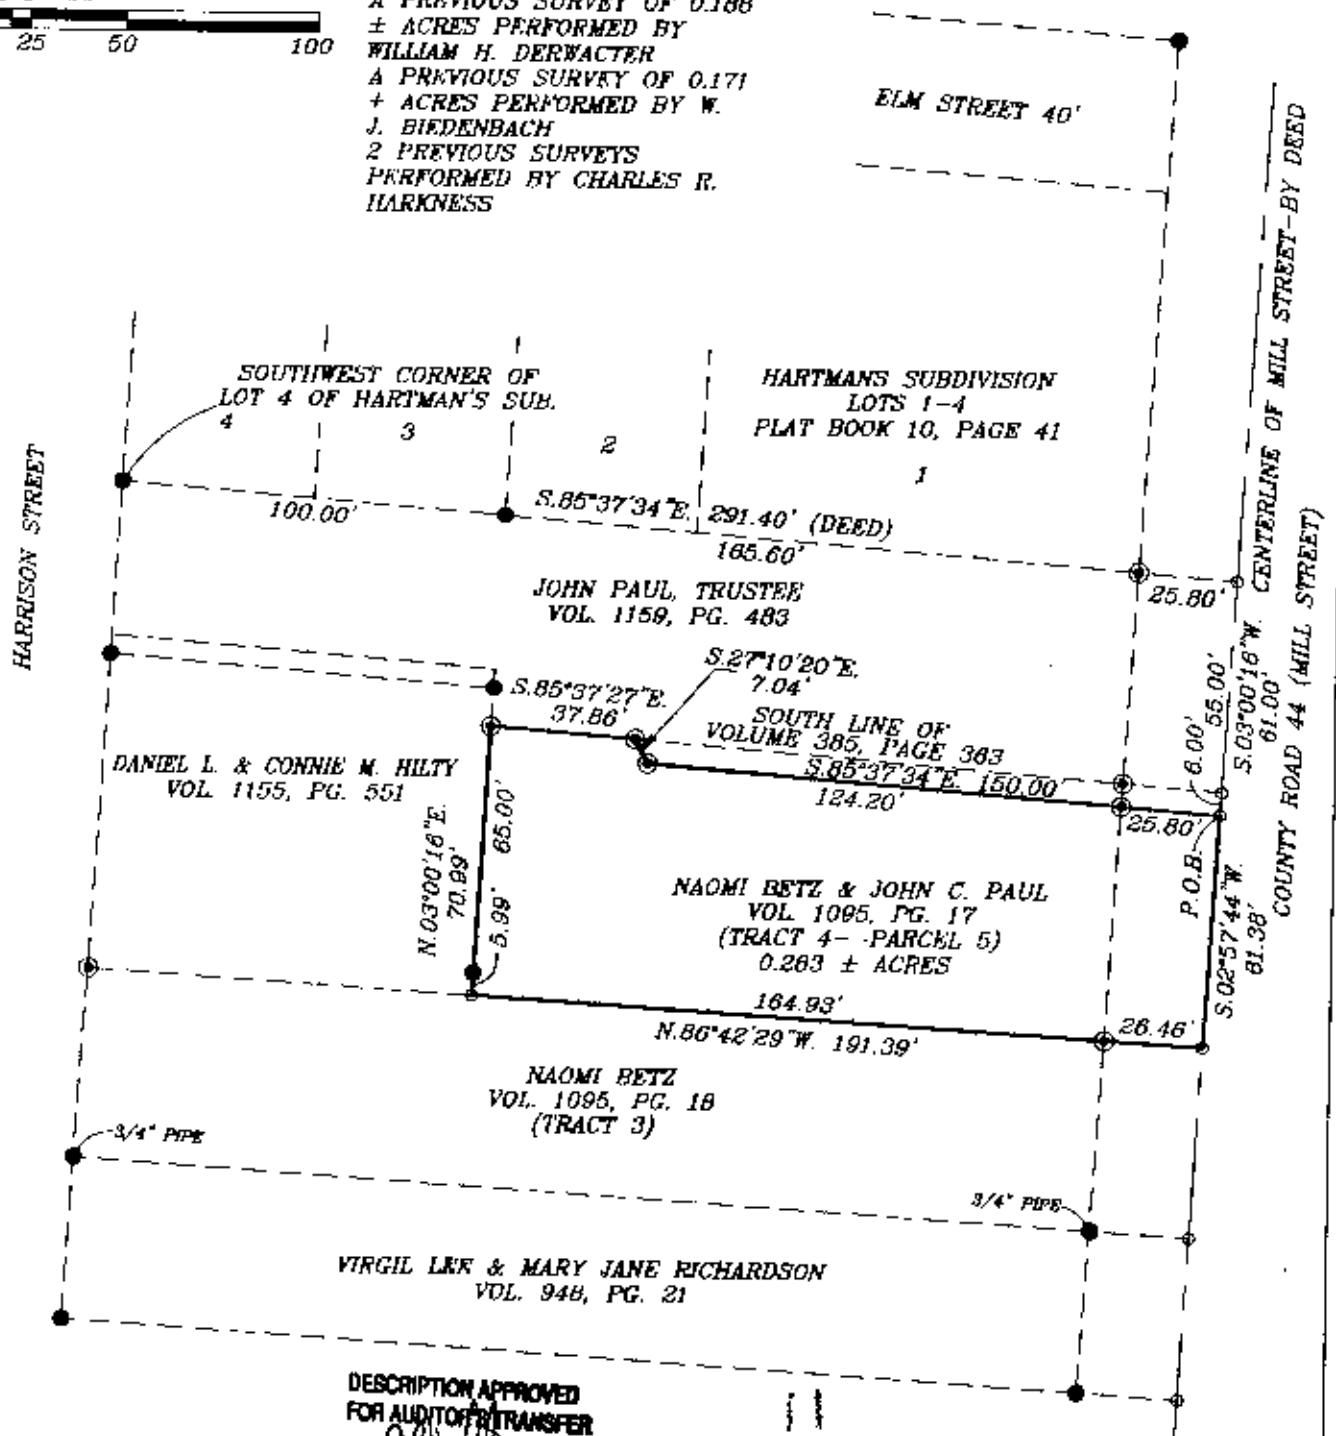 25 50 100
A PREVIOUS SURVEY OF 0.188
± ACRES PERFORMED BY
WILLIAM H. DERWACTER
A PREVIOUS SURVEY OF 0.171
+ ACRES PERFORMED BY W.
J. BIEDENBACH
2 PREVIOUS SURVEYS
PERFORMED BY CHARLES R.
HARKNESS
ELM STREET 40'
CENTERLINE OF MILL STREET-BY DEED
COUNTY ROAD 44 (MILL STREET)
HARRISON STREET
SOUTHWEST CORNER OF
LOT 4 OF HARTMAN'S SUB.
4
3
2
HARTMANS SUBDIVISION
LOTS 1-4
PLAT BOOK 10, PAGE 41
1
100.00'
S.85°37'34"E. 291.40' (DEED)
165.60'
25.80'
JOHN PAUL, TRUSTEE
VOL. 1159, PG. 483
S.03°00'16"W.
61.00'
55.00'
6.00'
S.27°10'20"E.
7.04'
S.85°37'27"E.
37.86'
SOUTH LINE OF
VOLUME 385, PAGE 363
S.85°37'34"E. 150.00
124.20'
25.80'
P.O.B.
DANIEL L. & CONNIE M. HILTY
VOL. 1155, PG. 551
N.03°00'16"E.
70.99'
65.00'
5.99'
NAOMI BETZ & JOHN C. PAUL
VOL. 1095, PG. 17
(TRACT 4- -PARCEL 5)
0.263 ± ACRES
S.02°57'44"W.
61.38'
164.93'
N.86°42'29"W. 191.39'
26.46'
NAOMI BETZ
VOL. 1095, PG. 18
(TRACT 3)
3/4" PIPE
3/4" PIPE
VIRGIL LEE & MARY JANE RICHARDSON
VOL. 948, PG. 21
DESCRIPTION APPROVED
FOR AUDITOR'S TRANSFER